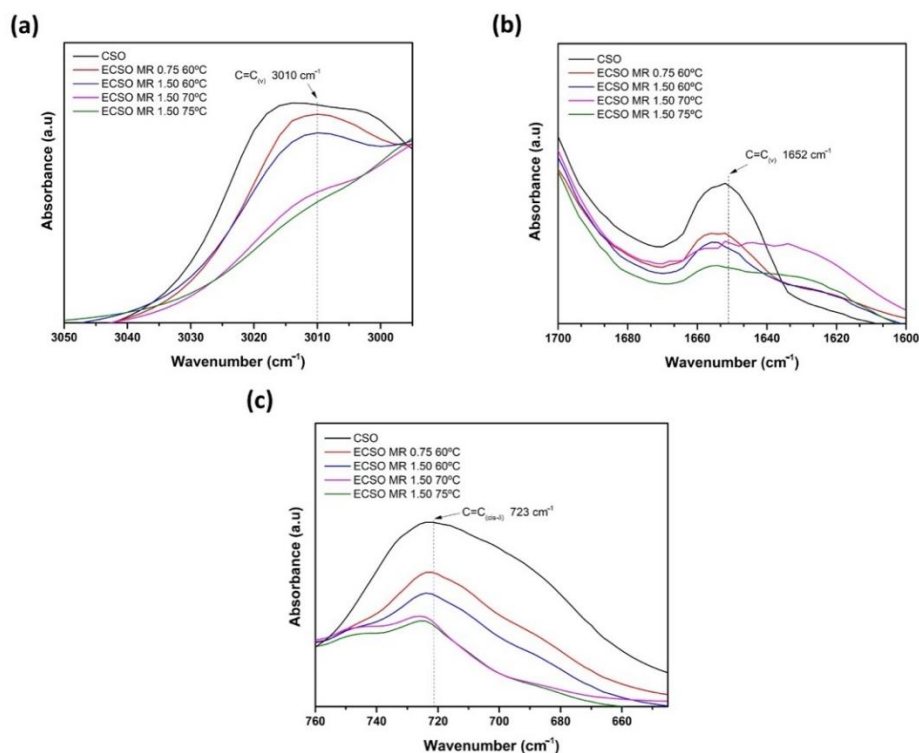 (a)
CSO
ECSO MR 0.75 60ºC
ECSO MR 1.50 60ºC
ECSO MR 1.50 70ºC
ECSO MR 1.50 75ºC
C=C(v) 3010 cm⁻¹
Absorbance (a.u)
3050 3040 3030 3020 3010 3000
Wavenumber (cm⁻¹)
(b)
CSO
ECSO MR 0.75 60ºC
ECSO MR 1.50 60ºC
ECSO MR 1.50 70ºC
ECSO MR 1.50 75ºC
C=C(v) 1652 cm⁻¹
Absorbance (a.u)
1700 1680 1660 1640 1620 1600
Wavenumber (cm⁻¹)
(c)
CSO
ECSO MR 0.75 60ºC
ECSO MR 1.50 60ºC
ECSO MR 1.50 70ºC
ECSO MR 1.50 75ºC
C=C(cis-δ) 723 cm⁻¹
Absorbance (a.u)
760 740 720 700 680 660
Wavenumber (cm⁻¹)